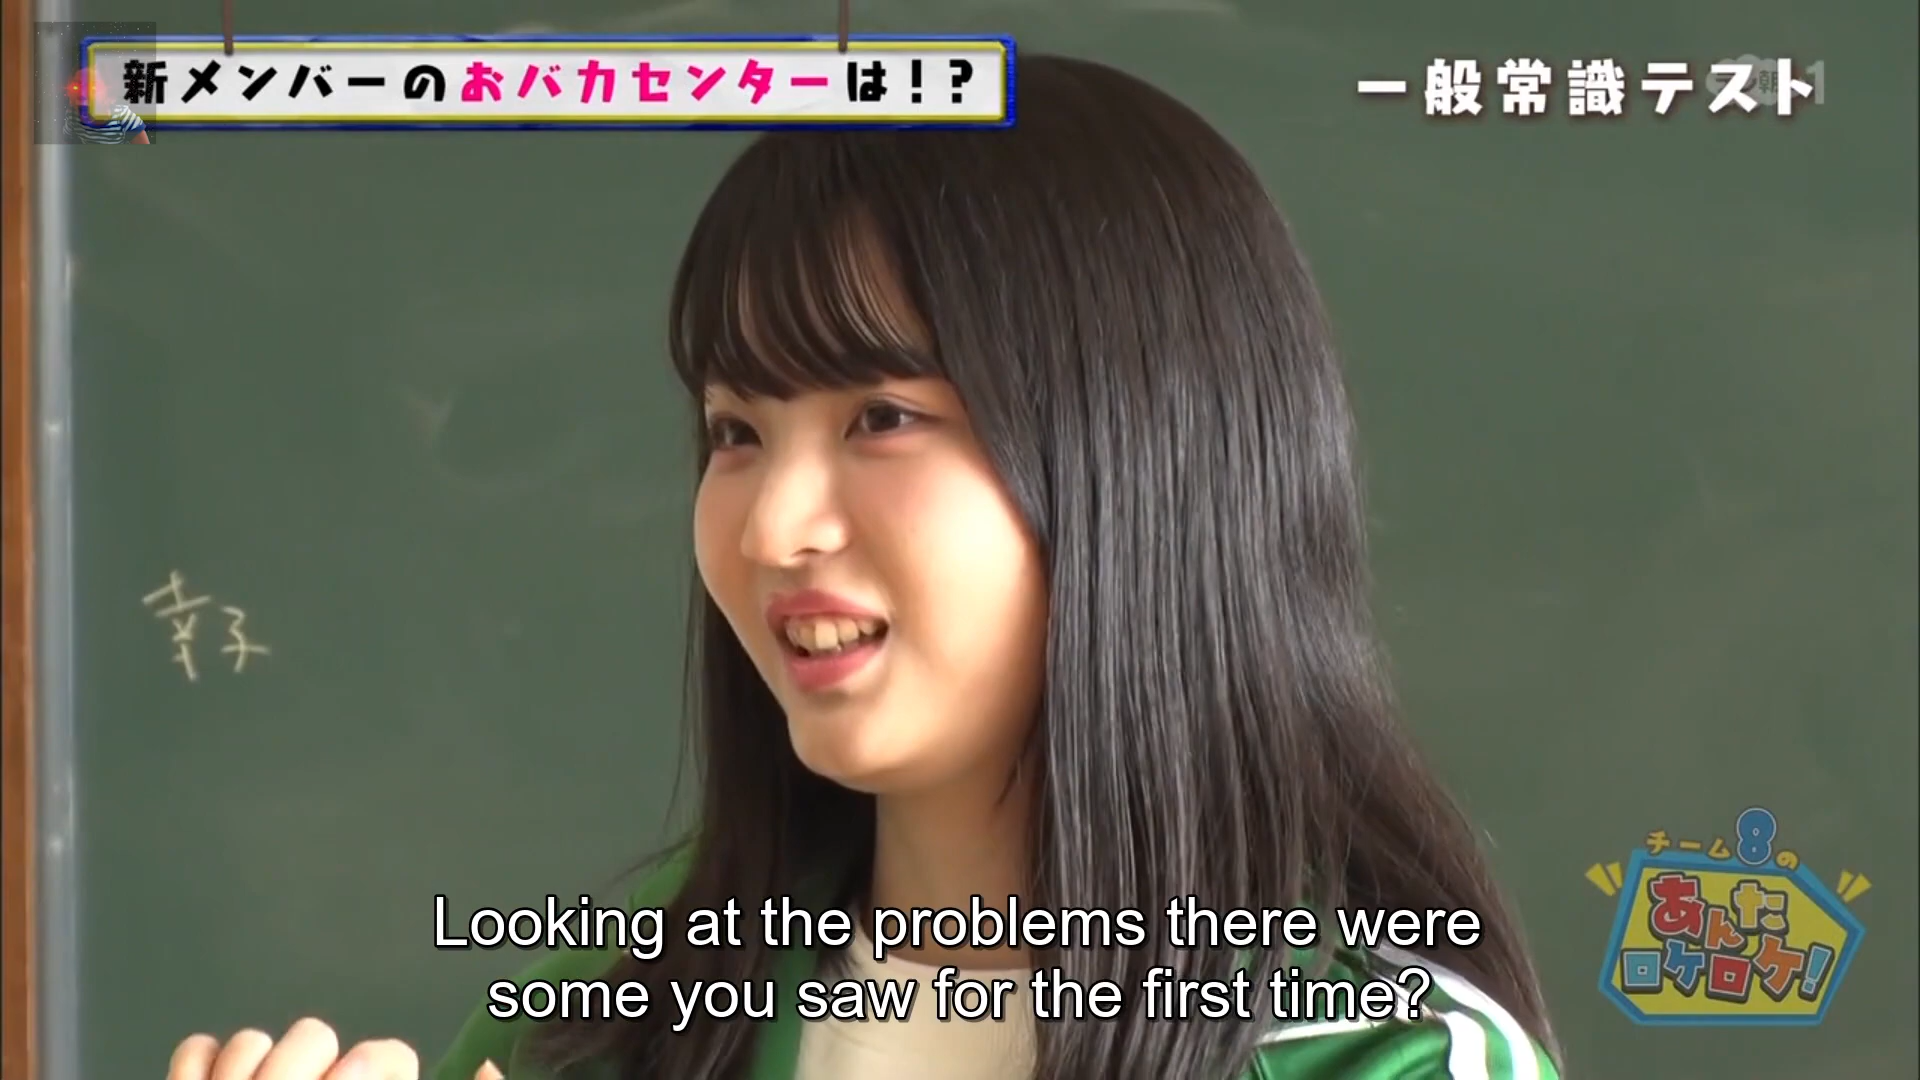 新メンバーのおバカセンターは!?
一般常識テスト
幸子
Looking at the problems there were
some you saw for the first time?
チーム8の
あんた
ロケロケ!